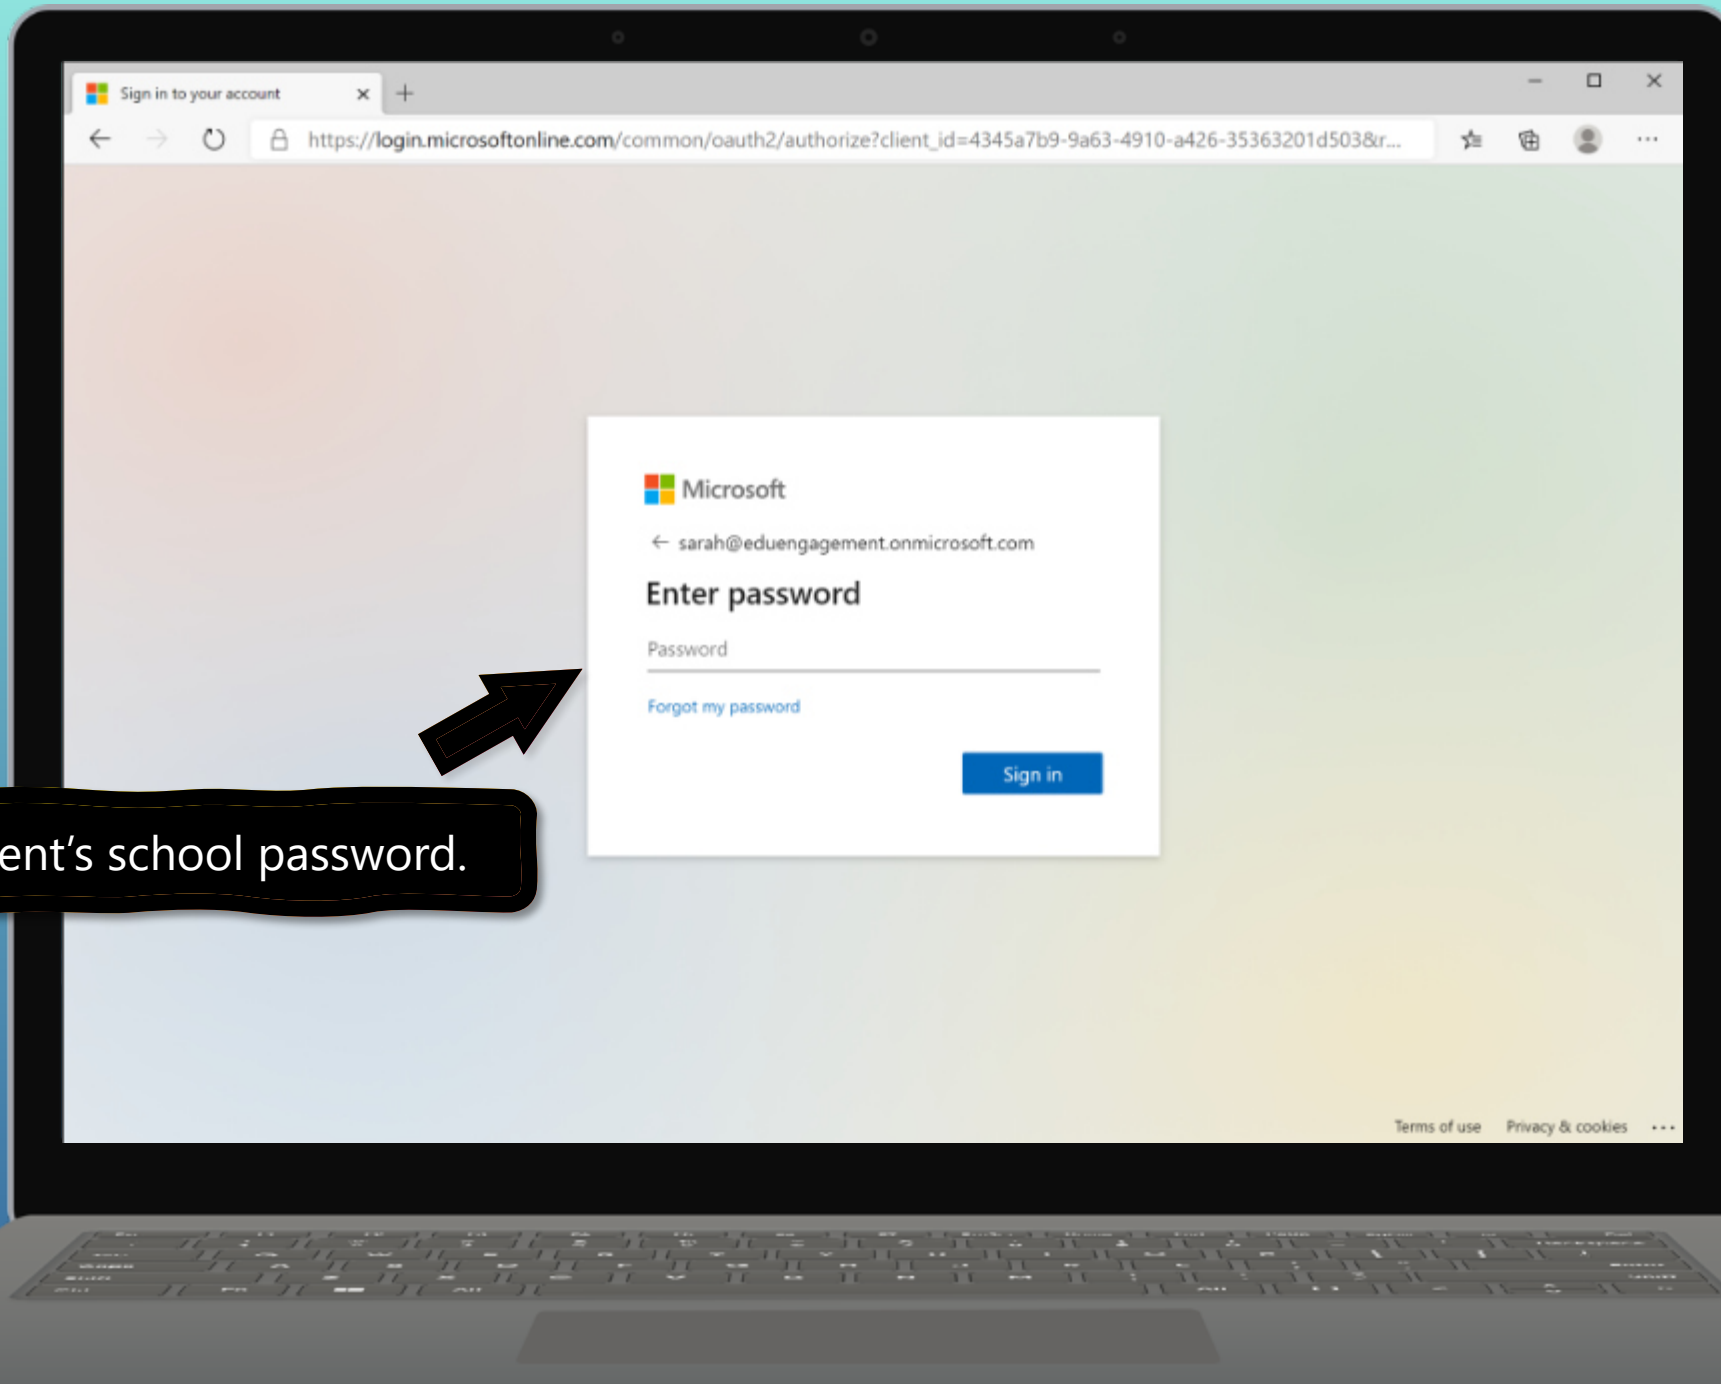 Sign in to your account
https://login.microsoftonline.com/common/oauth2/authorize?client_id=4345a7b9-9a63-4910-a426-35363201d503&r...
Microsoft
sarah@eduengagement.onmicrosoft.com
Enter password
Password
Forgot my password
Sign in
ent’s school password.
Terms of use Privacy & cookies